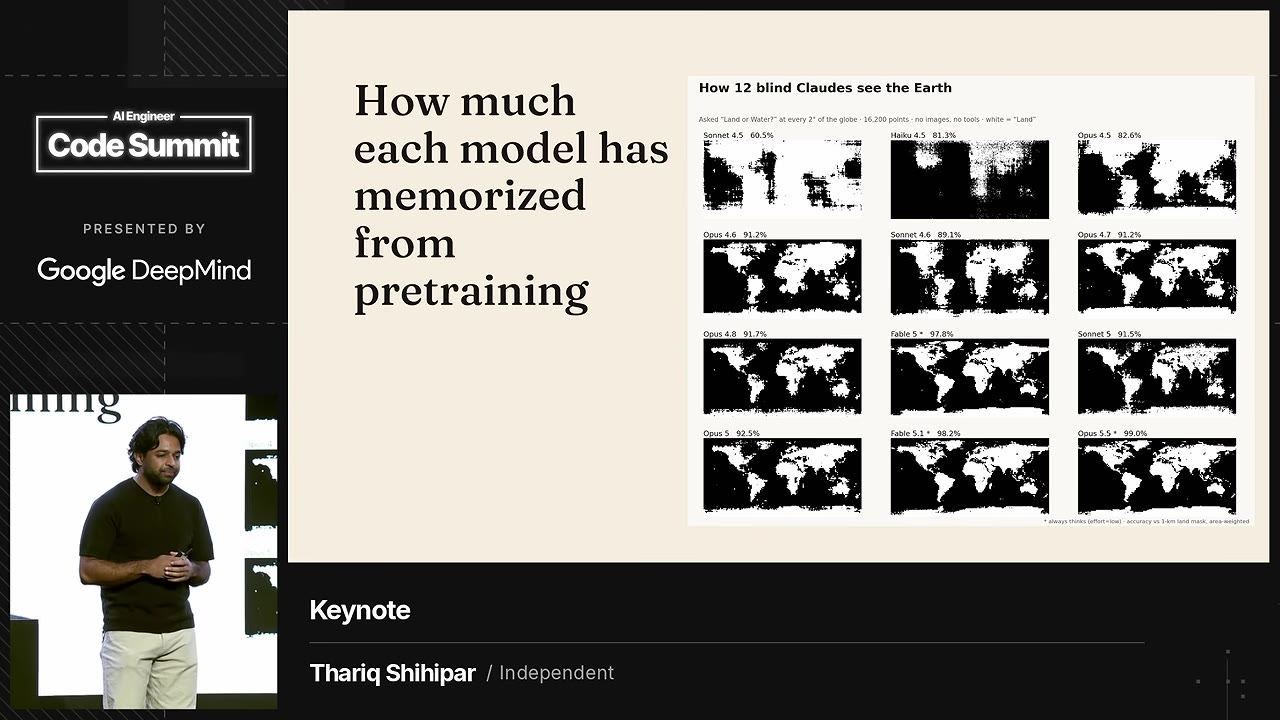 AI Engineer
Code Summit
PRESENTED BY
Google DeepMind
How much
each model has
memorized
from
pretraining
How 12 blind Claudes see the Earth
Asked "Land or Water?" at every 2° of the globe · 16,200 points · no images, no tools · white = "Land"
Sonnet 4.5 60.5%
Haiku 4.5 81.3%
Opus 4.5 82.6%
Opus 4.6 91.2%
Sonnet 4.6 89.1%
Opus 4.7 91.2%
Opus 4.8 91.7%
Fable 5 * 97.8%
Sonnet 5 91.5%
Opus 5 92.5%
Fable 5.1 * 98.2%
Opus 5.5 * 99.0%
* always thinks (effort=low) · accuracy vs 1-km land mask, area-weighted
Keynote
Thariq Shihipar / Independent